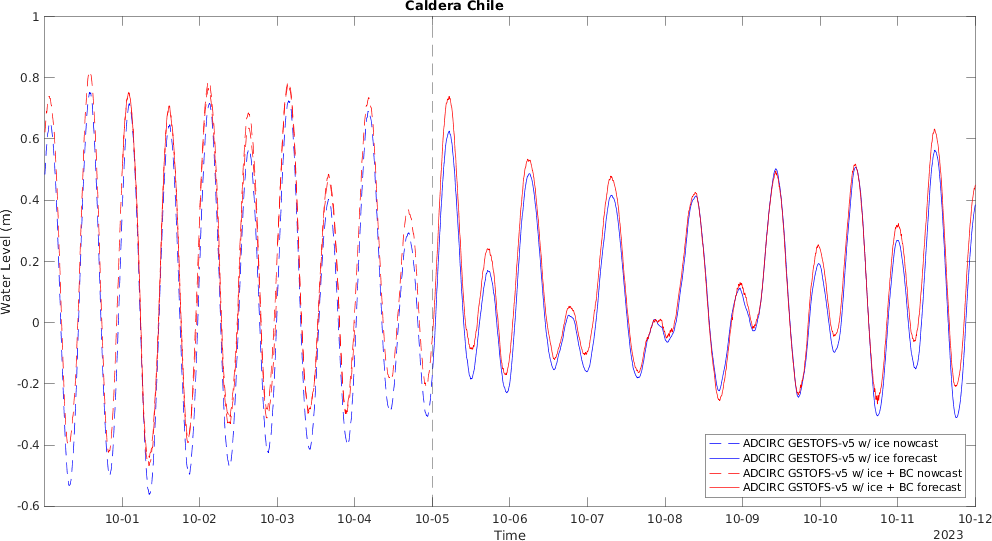 Caldera Chile
1
0.8
0.6
0.4
0.2
0
-0.2
-0.4
-0.6
Water Level (m)
10-01 10-02 10-03 10-04 10-05 10-06 10-07 10-08 10-09 10-10 10-11 10-12
Time
2023
ADCIRC GESTOFS-v5 w/ ice nowcast
ADCIRC GESTOFS-v5 w/ ice forecast
ADCIRC GSTOFS-v5 w/ ice + BC nowcast
ADCIRC GSTOFS-v5 w/ ice + BC forecast